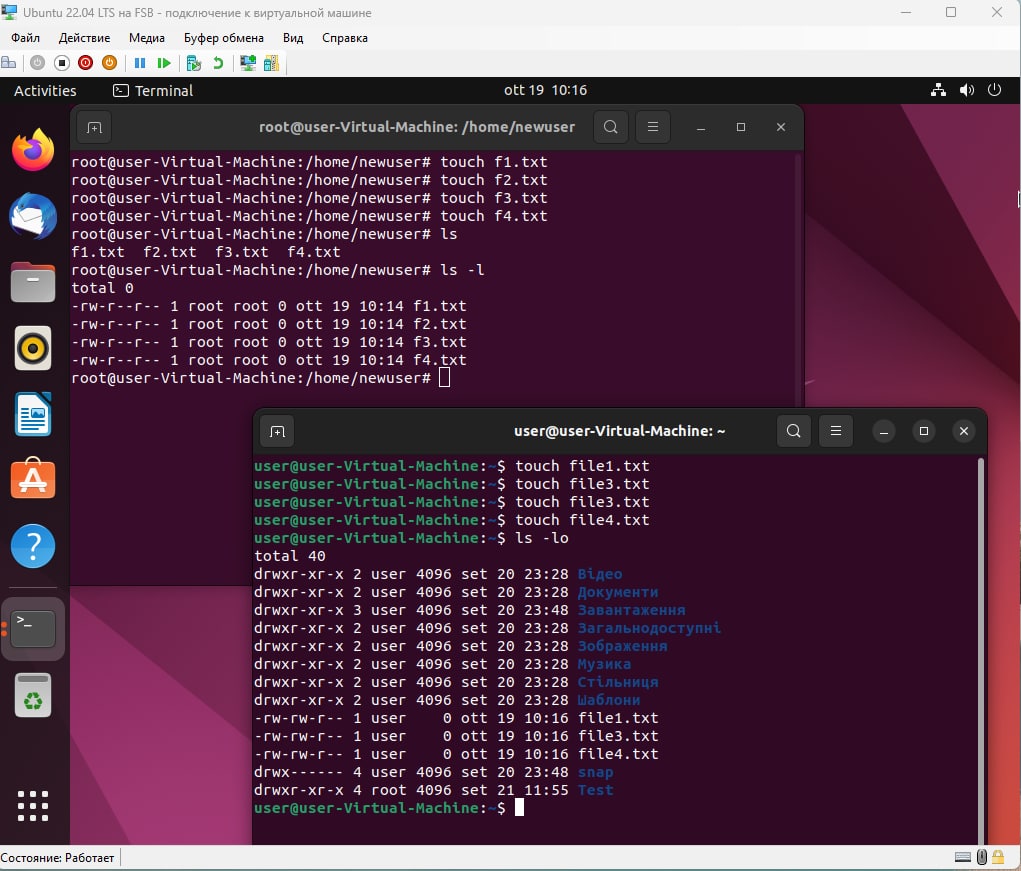 Ubuntu 22.04 LTS на FSB - подключение к виртуальной машине
Файл Действие Медиа Буфер обмена Вид Справка
Activities Terminal ott 19 10:16
root@user-Virtual-Machine: /home/newuser
root@user-Virtual-Machine:/home/newuser# touch f1.txt
root@user-Virtual-Machine:/home/newuser# touch f2.txt
root@user-Virtual-Machine:/home/newuser# touch f3.txt
root@user-Virtual-Machine:/home/newuser# touch f4.txt
root@user-Virtual-Machine:/home/newuser# ls
f1.txt  f2.txt  f3.txt  f4.txt
root@user-Virtual-Machine:/home/newuser# ls -l
total 0
-rw-r--r-- 1 root root 0 ott 19 10:14 f1.txt
-rw-r--r-- 1 root root 0 ott 19 10:14 f2.txt
-rw-r--r-- 1 root root 0 ott 19 10:14 f3.txt
-rw-r--r-- 1 root root 0 ott 19 10:14 f4.txt
root@user-Virtual-Machine:/home/newuser#
user@user-Virtual-Machine: ~
user@user-Virtual-Machine:~$ touch file1.txt
user@user-Virtual-Machine:~$ touch file3.txt
user@user-Virtual-Machine:~$ touch file3.txt
user@user-Virtual-Machine:~$ touch file4.txt
user@user-Virtual-Machine:~$ ls -lo
total 40
drwxr-xr-x 2 user 4096 set 20 23:28 Відео
drwxr-xr-x 2 user 4096 set 20 23:28 Документи
drwxr-xr-x 3 user 4096 set 20 23:48 Завантаження
drwxr-xr-x 2 user 4096 set 20 23:28 Загальнодоступні
drwxr-xr-x 2 user 4096 set 20 23:28 Зображення
drwxr-xr-x 2 user 4096 set 20 23:28 Музика
drwxr-xr-x 2 user 4096 set 20 23:28 Стільниця
drwxr-xr-x 2 user 4096 set 20 23:28 Шаблони
-rw-rw-r-- 1 user    0 ott 19 10:16 file1.txt
-rw-rw-r-- 1 user    0 ott 19 10:16 file3.txt
-rw-rw-r-- 1 user    0 ott 19 10:16 file4.txt
drwx------ 4 user 4096 set 20 23:48 snap
drwxr-xr-x 4 root 4096 set 21 11:55 Test
user@user-Virtual-Machine:~$
Состояние: Работает